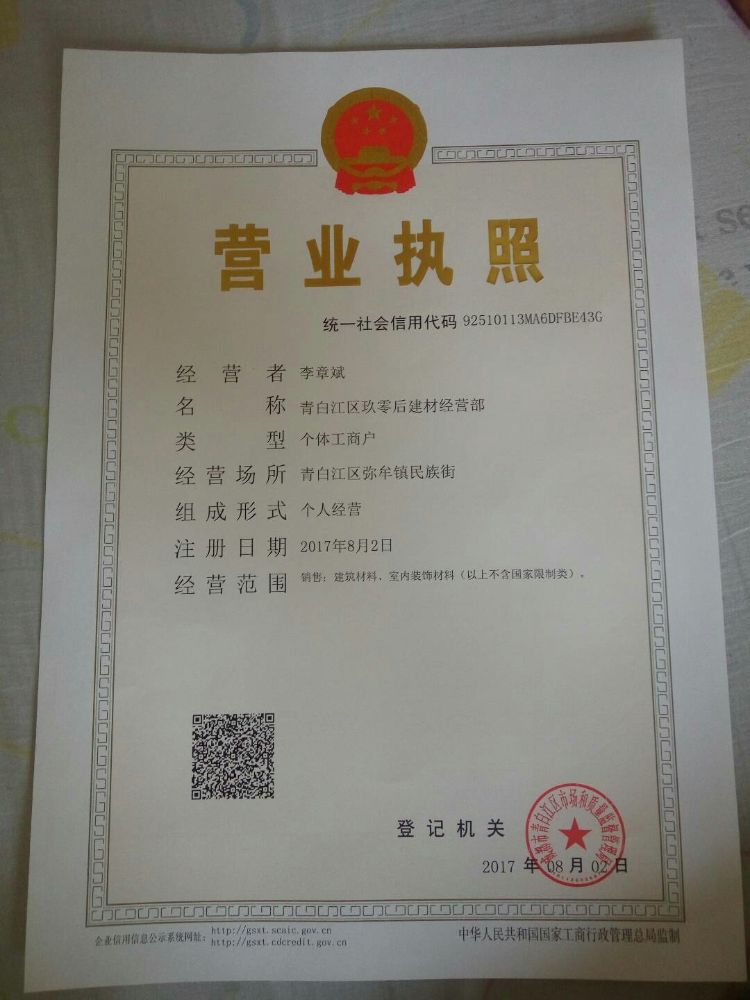 营业执照
统一社会信用代码 92510113MA6DFBE43G
经营者 李章斌
名称 青白江区玖零后建材经营部
类型 个体工商户
经营场所 青白江区弥牟镇民族街
组成形式 个人经营
注册日期 2017年8月2日
经营范围 销售：建筑材料、室内装饰材料（以上不含国家限制类）。
登记机关
2017 年 08 月 02 日
企业信用信息公示系统网址：http://gsxt.scaic.gov.cn
http://gsxt.cdcredit.gov.cn
中华人民共和国国家工商行政管理总局监制